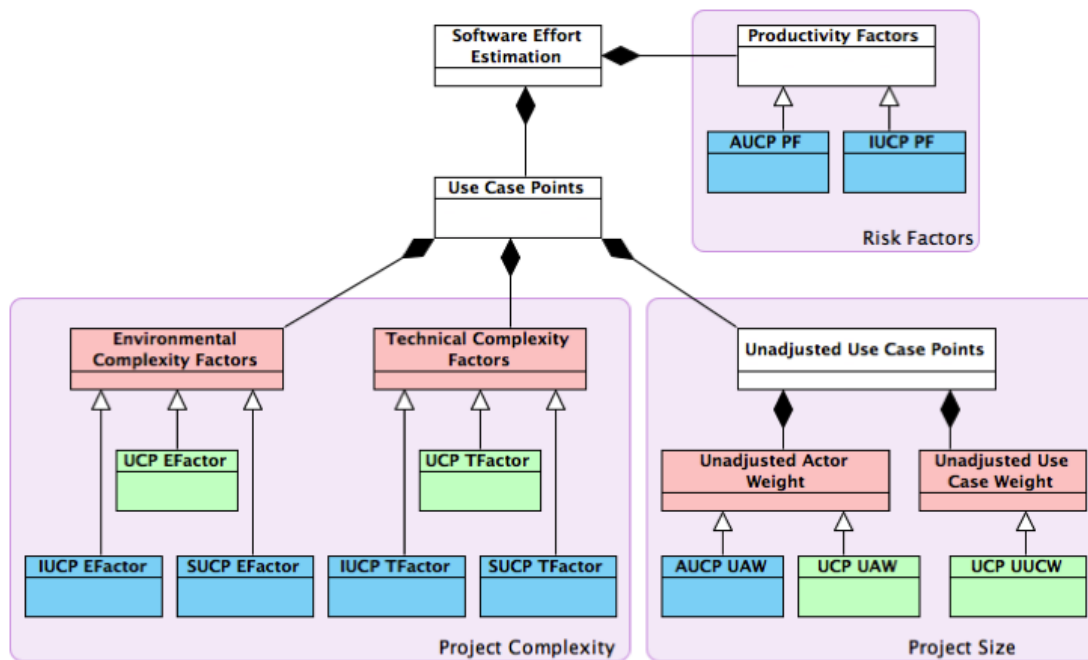 Software Effort
Estimation
Productivity Factors
AUCP PF
IUCP PF
Risk Factors
Use Case Points
Environmental
Complexity Factors
Technical Complexity
Factors
Unadjusted Use Case Points
UCP EFactor
UCP TFactor
Unadjusted Actor
Weight
Unadjusted Use
Case Weight
IUCP EFactor
SUCP EFactor
IUCP TFactor
SUCP TFactor
AUCP UAW
UCP UAW
UCP UUCW
Project Complexity
Project Size